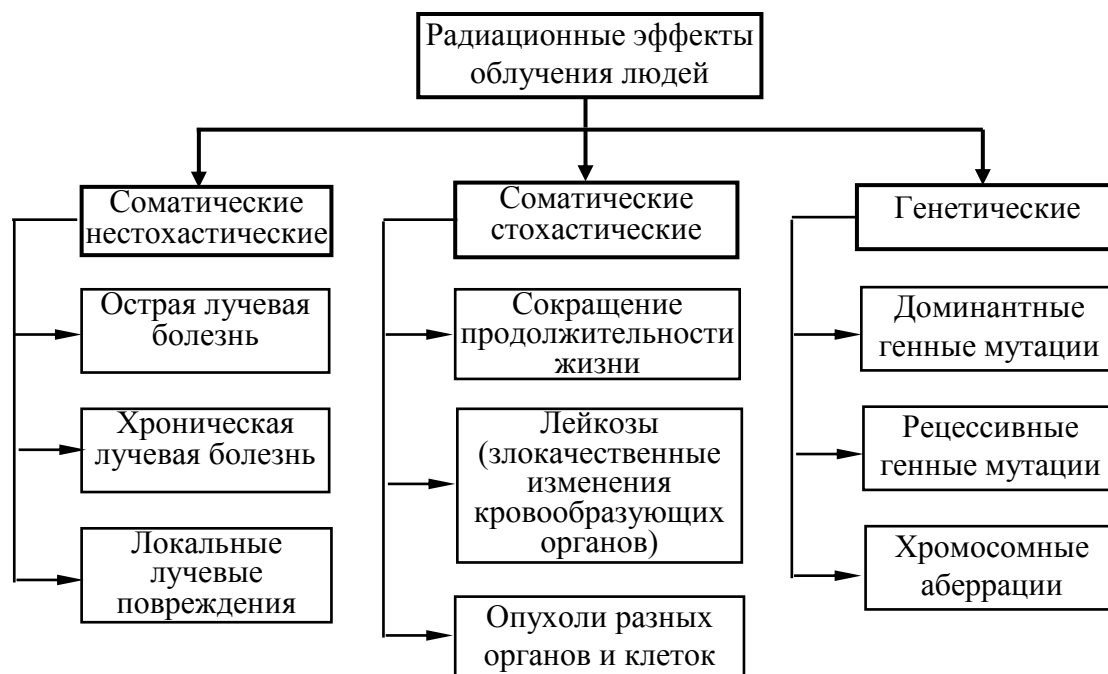 Радиационные эффекты
облучения людей
Соматические
нестохастические
Острая лучевая
болезнь
Хроническая
лучевая болезнь
Локальные
лучевые
повреждения
Соматические
стохастические
Сокращение
продолжительности
жизни
Лейкозы
(злокачественные
изменения
кровообразующих
органов)
Опухоли разных
органов и клеток
Генетические
Доминантные
генные мутации
Рецессивные
генные мутации
Хромосомные
аберрации